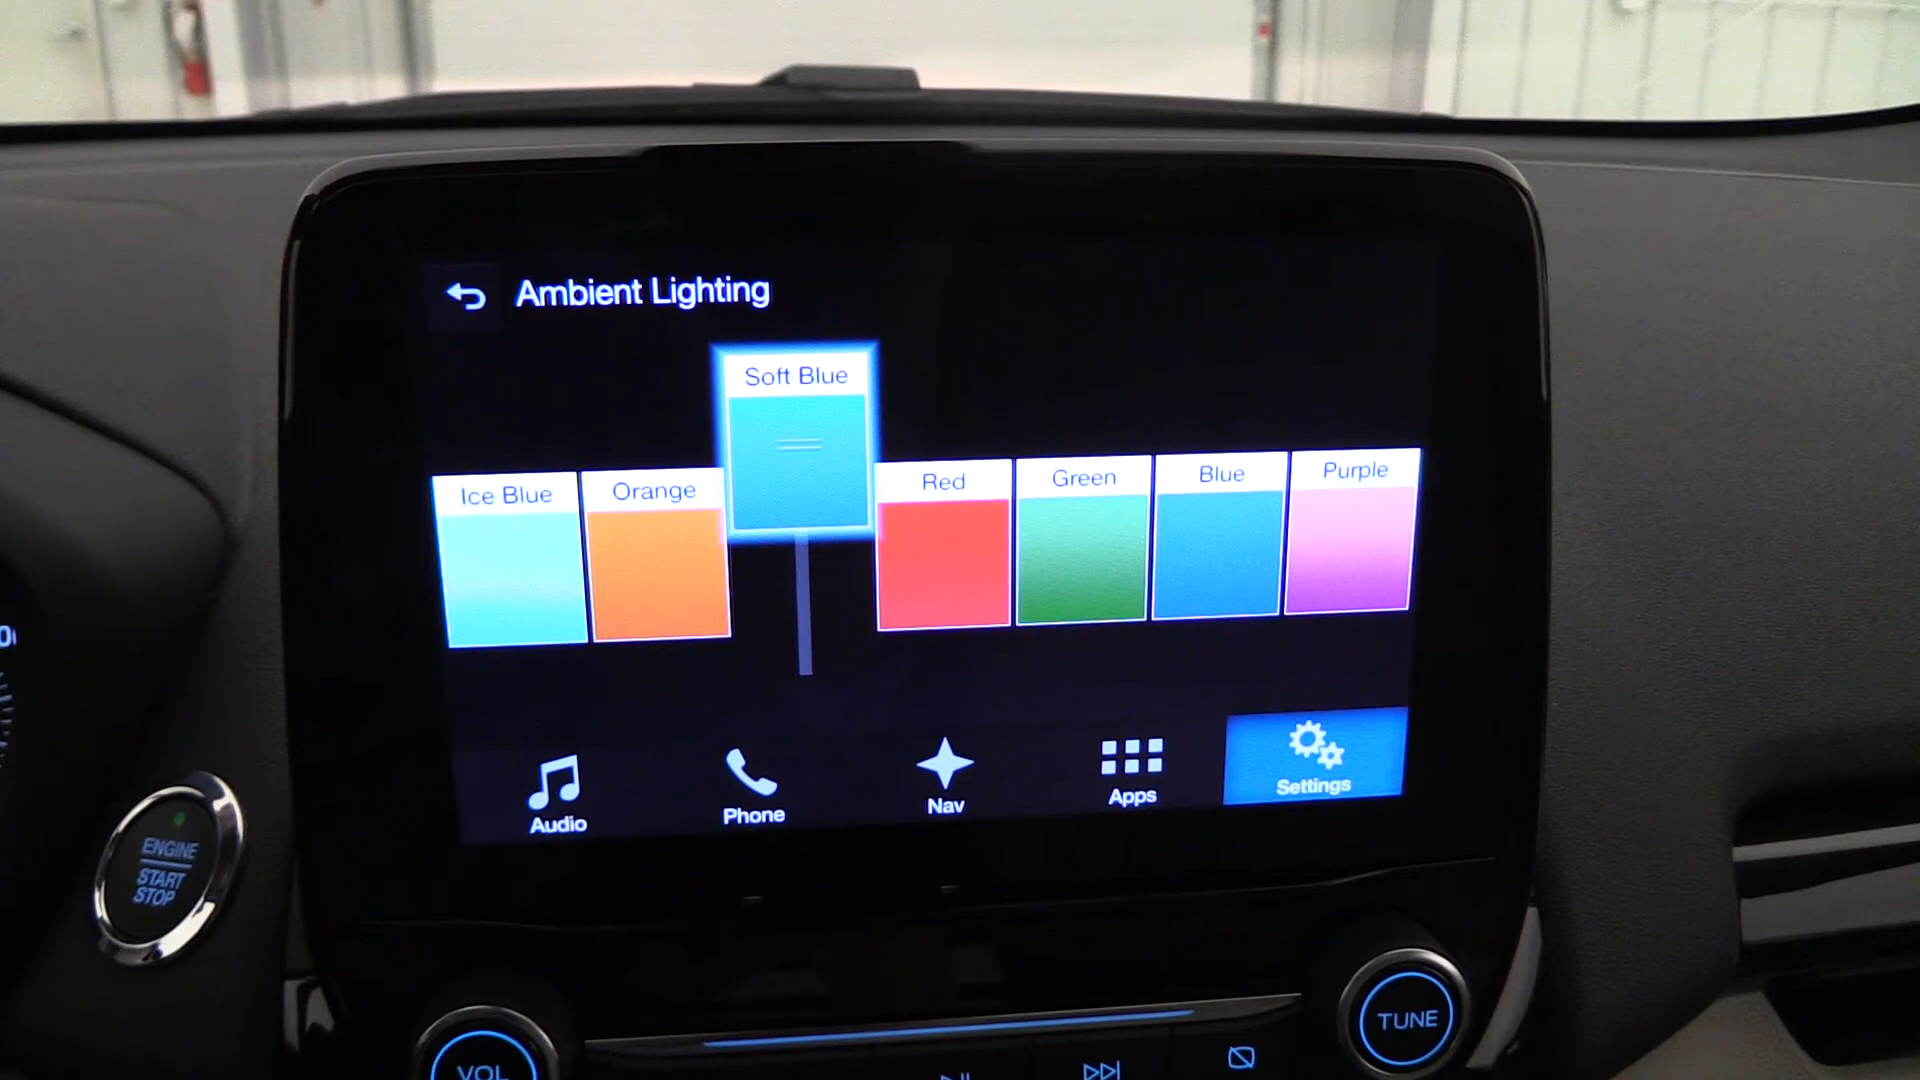 Ambient Lighting
Soft Blue
Ice Blue
Orange
Red
Green
Blue
Purple
Audio
Phone
Nav
Apps
Settings
ENGINE
START
STOP
VOL
TUNE